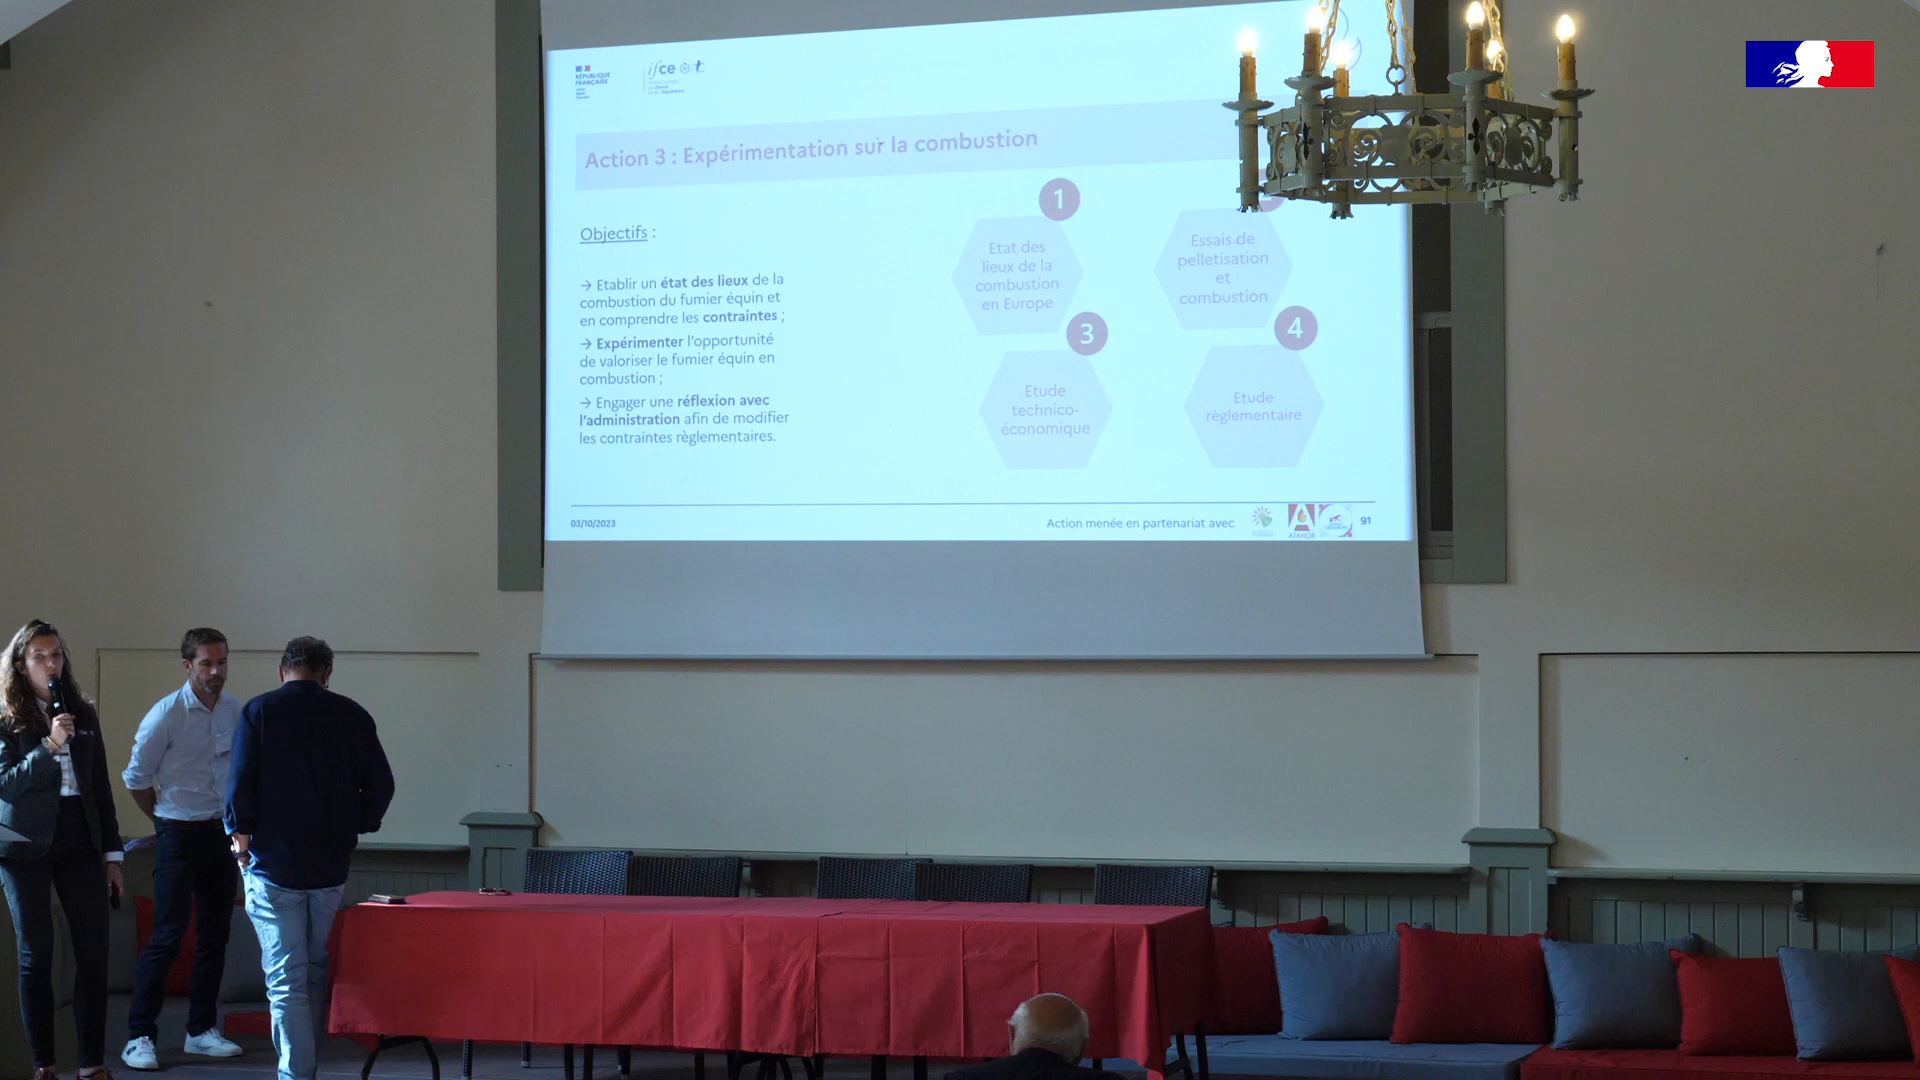 RÉPUBLIQUE
FRANÇAISE
ifce
Action 3 : Expérimentation sur la combustion
Objectifs :
→ Etablir un état des lieux de la
combustion du fumier équin et
en comprendre les contraintes ;
→ Expérimenter l'opportunité
de valoriser le fumier équin en
combustion ;
→ Engager une réflexion avec
l'administration afin de modifier
les contraintes règlementaires.
1
Etat des
lieux de la
combustion
en Europe
Essais de
pelletisation
et
combustion
3
Etude
technico-
économique
4
Etude
règlementaire
03/10/2023
Action menée en partenariat avec
ATANOR
91